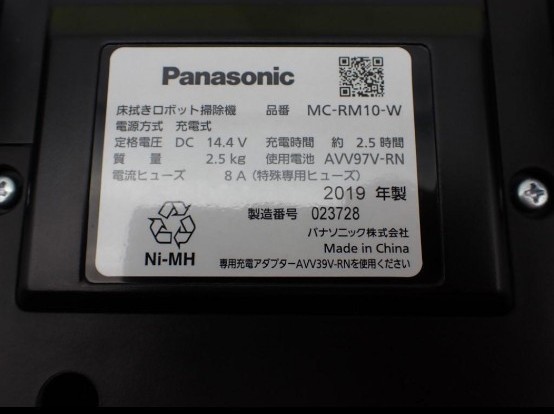 Panasonic
床拭きロボット掃除機 品番 MC-RM10-W
電源方式 充電式
定格電圧 DC 14.4 V 充電時間 約 2.5 時間
質量 2.5 kg 使用電池 AVV97V-RN
電流ヒューズ 8 A (特殊専用ヒューズ)
2019 年製
製造番号 023728
パナソニック株式会社
Made in China
Ni-MH
専用充電アダプターAVV39V-RNを使用ください